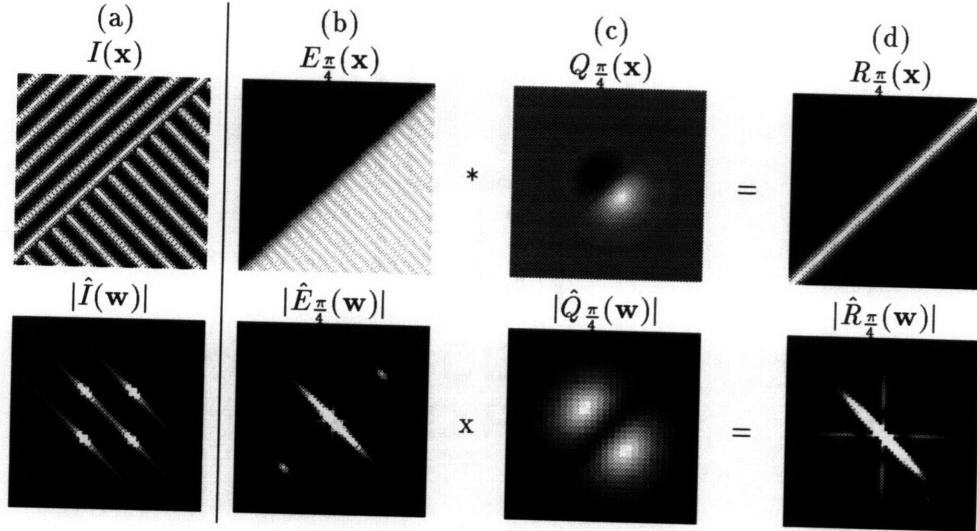 (a) (b) (c) (d)
I(x) E_{π/4}(x) Q_{π/4}(x) R_{π/4}(x)
* =
|Î(w)| |Ê_{π/4}(w)| |Q̂_{π/4}(w)| |R̂_{π/4}(w)|
x =